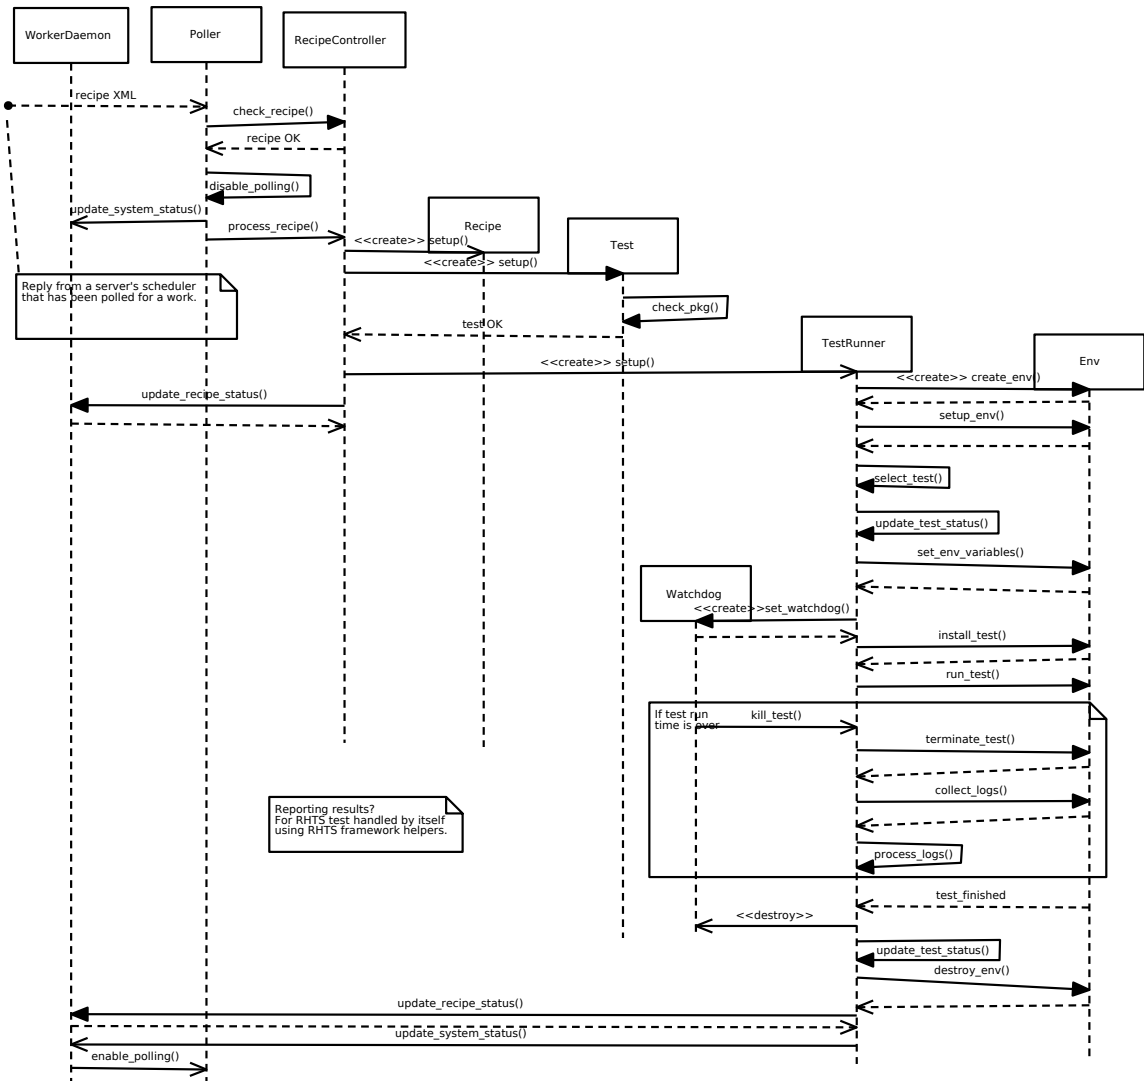 WorkerDaemon
Poller
RecipeController
recipe XML
check_recipe()
recipe OK
disable_polling()
update_system_status()
process_recipe()
Recipe
<<create>> setup()
Test
<<create>> setup()
Reply from a server's scheduler
that has been polled for a work.
check_pkg()
test OK
TestRunner
<<create>> setup()
Env
<<create>> create_env()
update_recipe_status()
setup_env()
select_test()
update_test_status()
set_env_variables()
Watchdog
<<create>>set_watchdog()
install_test()
run_test()
If test run
time is over
kill_test()
terminate_test()
collect_logs()
Reporting results?
For RHTS test handled by itself
using RHTS framework helpers.
process_logs()
test_finished
<<destroy>>
update_test_status()
destroy_env()
update_recipe_status()
update_system_status()
enable_polling()